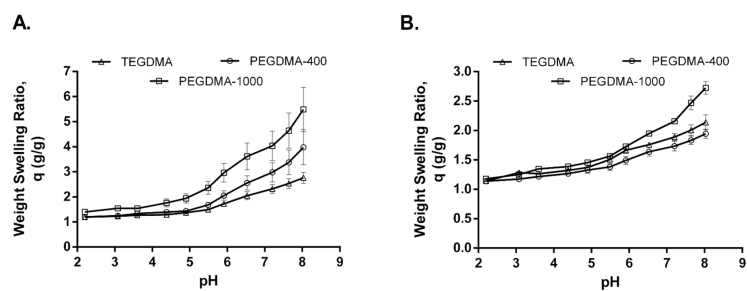 A.
TEGDMA PEGDMA-400
PEGDMA-1000
Weight Swelling Ratio,
q (g/g)
7
6
5
4
3
2
1
0
2 3 4 5 6 7 8 9
pH
B.
TEGDMA PEGDMA-400
PEGDMA-1000
Weight Swelling Ratio,
q (g/g)
3.0
2.5
2.0
1.5
1.0
0.5
0.0
2 3 4 5 6 7 8 9
pH